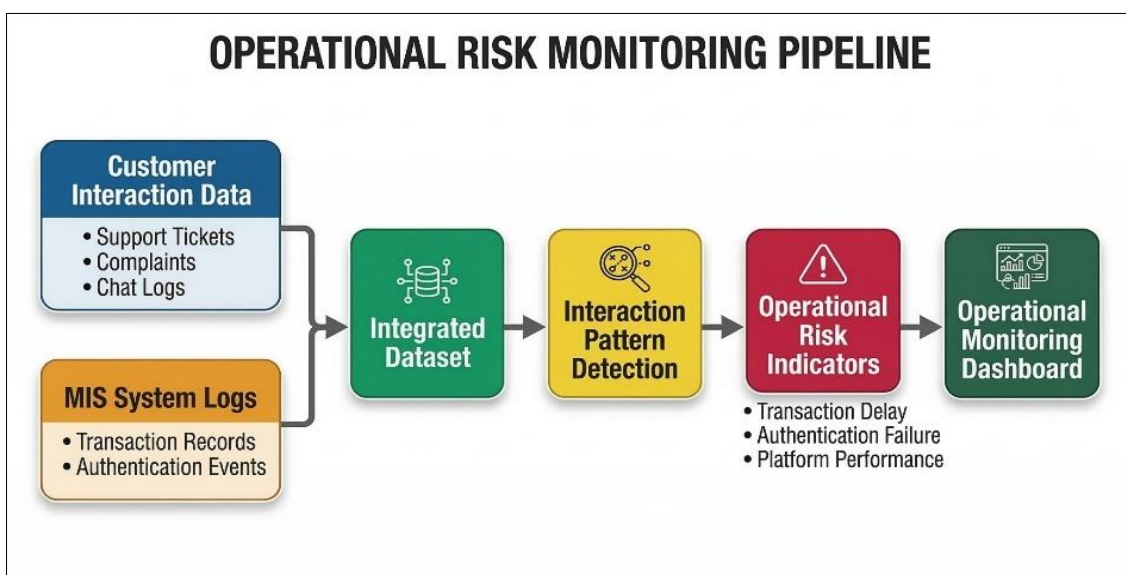 OPERATIONAL RISK MONITORING PIPELINE
Customer
Interaction Data
• Support Tickets
• Complaints
• Chat Logs
MIS System Logs
• Transaction Records
• Authentication Events
Integrated
Dataset
Interaction
Pattern
Detection
Operational
Risk
Indicators
• Transaction Delay
• Authentication Failure
• Platform Performance
Operational
Monitoring
Dashboard